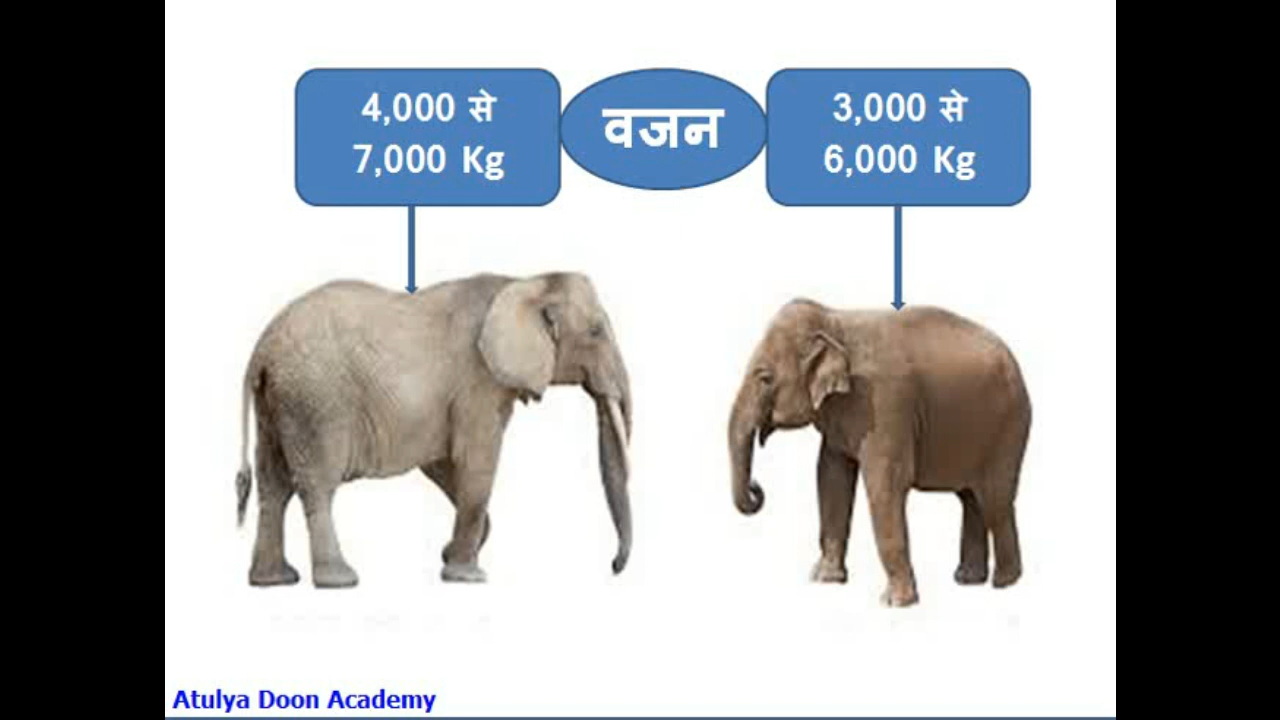 4,000 से
7,000 Kg
वजन
3,000 से
6,000 Kg
Atulya Doon Academy